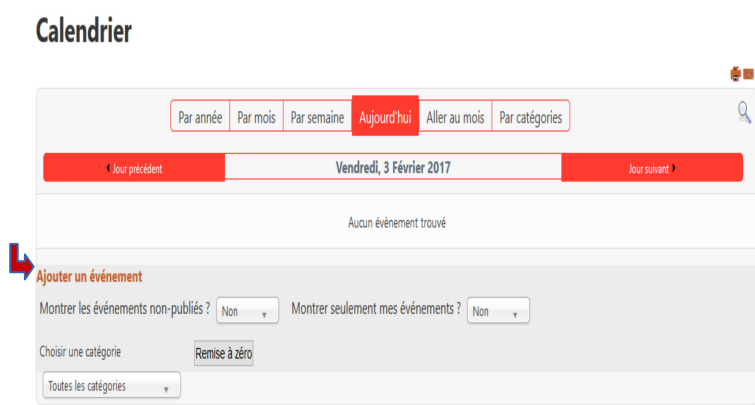 Calendrier
Par année Par mois Par semaine Aujourd'hui Aller au mois Par catégories
Jour précédent Vendredi, 3 Février 2017 Jour suivant
Aucun évènement trouvé
Ajouter un événement
Montrer les événements non-publiés ? Non Montrer seulement mes événements ? Non
Choisir une catégorie Remise à zéro
Toutes les catégories